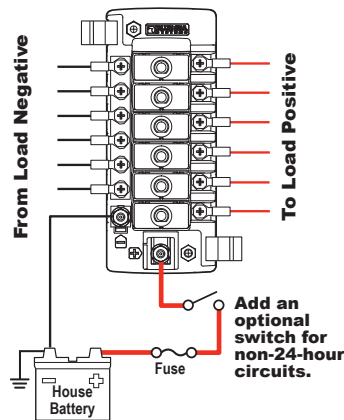 From Load Negative
To Load Positive
Add an
optional
switch for
non-24-hour
circuits.
Fuse
− +
House
Battery